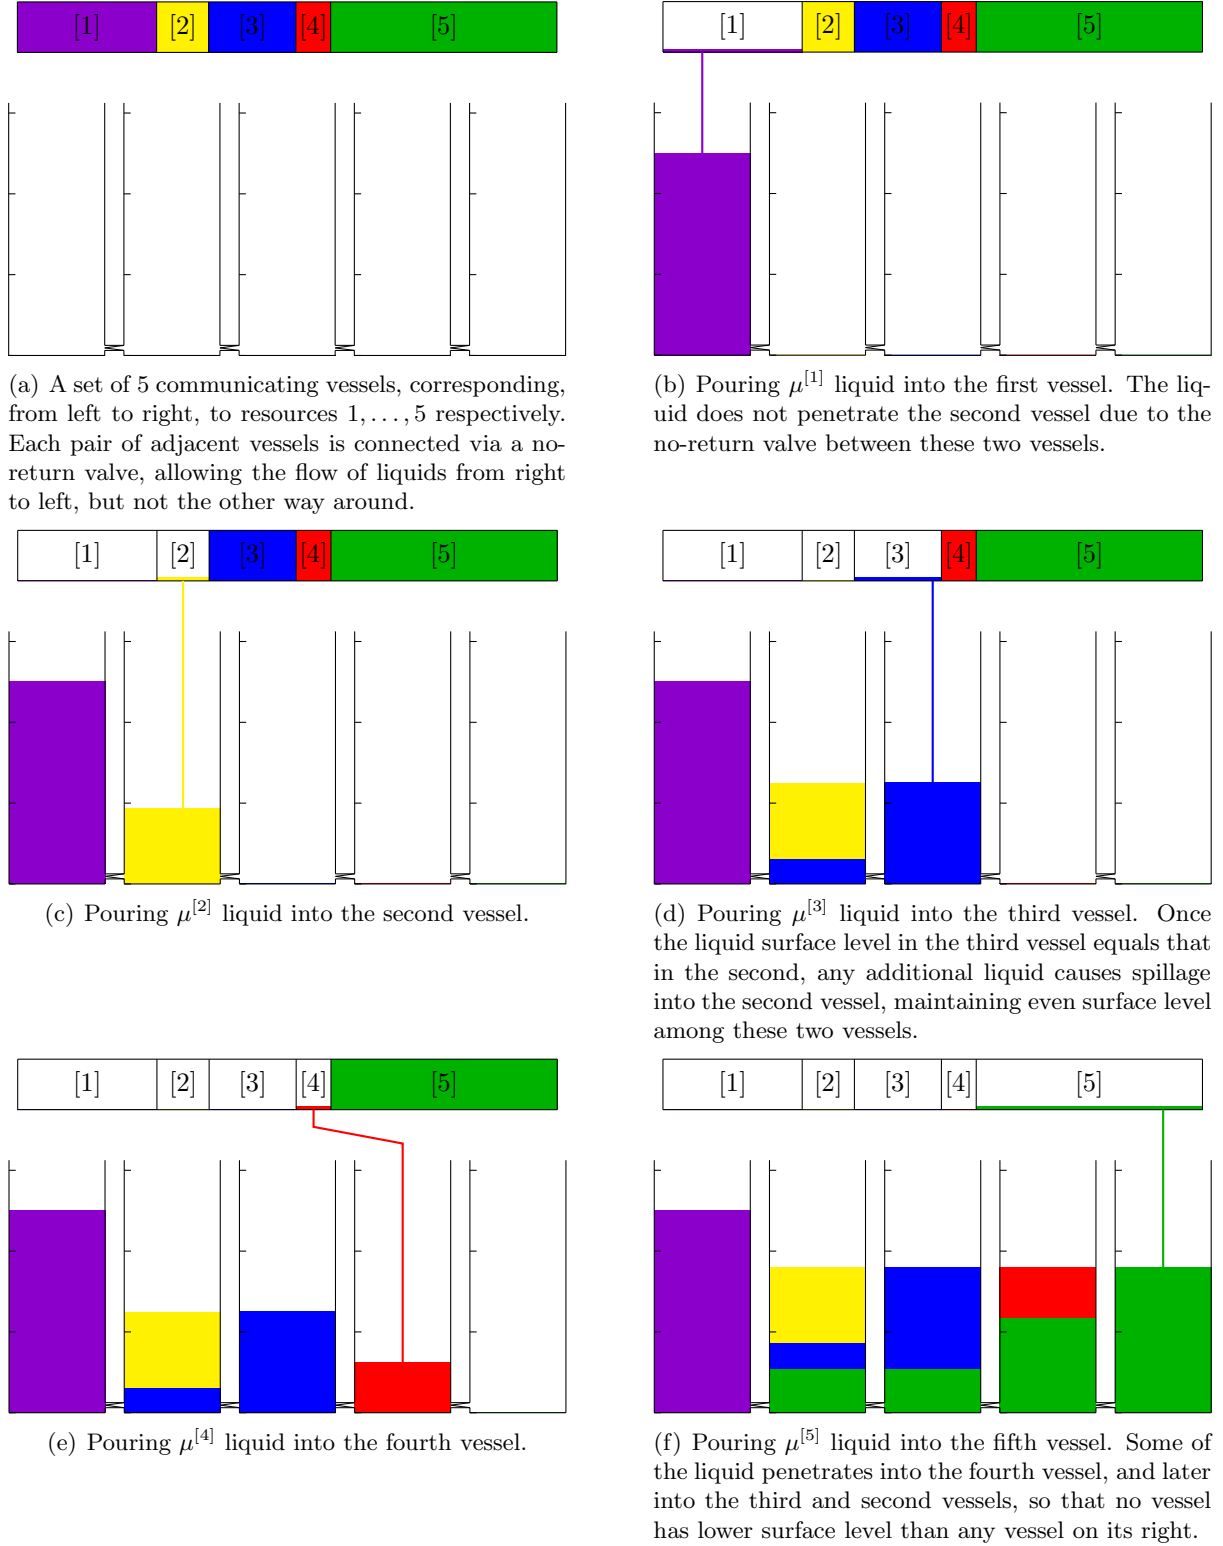 [1] [2] [3] [4] [5]
(a) A set of 5 communicating vessels, corresponding,
from left to right, to resources 1, . . . , 5 respectively.
Each pair of adjacent vessels is connected via a no-
return valve, allowing the flow of liquids from right
to left, but not the other way around.
[1] [2] [3] [4] [5]
(b) Pouring μ^[1] liquid into the first vessel. The liq-
uid does not penetrate the second vessel due to the
no-return valve between these two vessels.
[1] [2] [3] [4] [5]
(c) Pouring μ^[2] liquid into the second vessel.
[1] [2] [3] [4] [5]
(d) Pouring μ^[3] liquid into the third vessel. Once
the liquid surface level in the third vessel equals that
in the second, any additional liquid causes spillage
into the second vessel, maintaining even surface level
among these two vessels.
[1] [2] [3] [4] [5]
(e) Pouring μ^[4] liquid into the fourth vessel.
[1] [2] [3] [4] [5]
(f) Pouring μ^[5] liquid into the fifth vessel. Some of
the liquid penetrates into the fourth vessel, and later
into the third and second vessels, so that no vessel
has lower surface level than any vessel on its right.